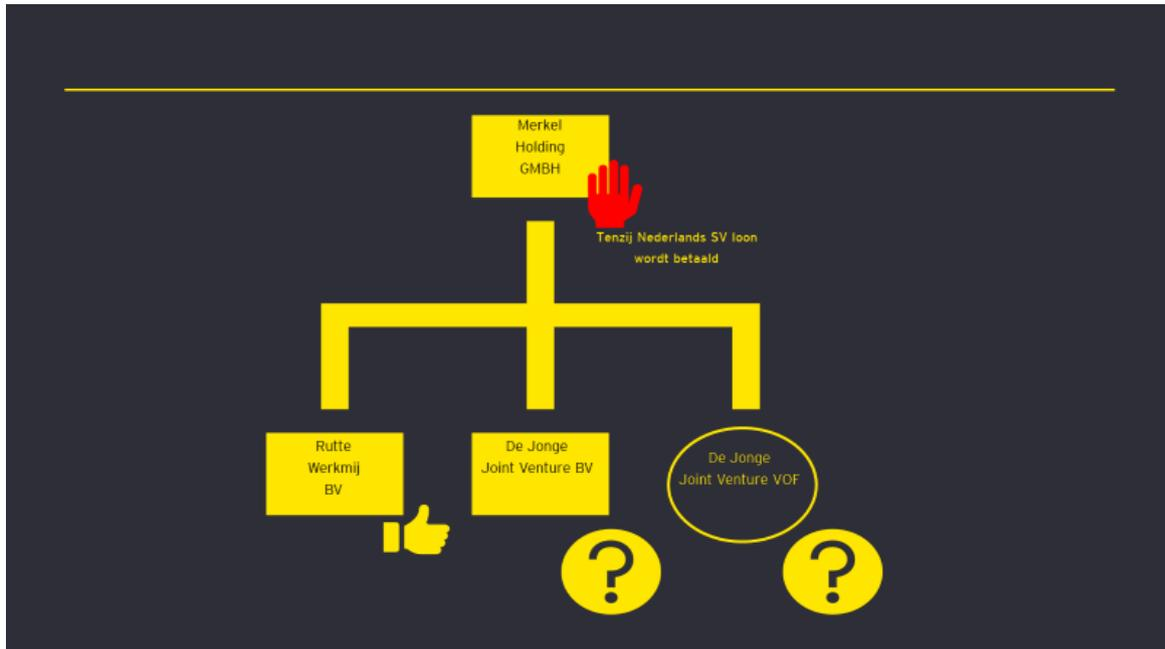 Merkel
Holding
GMBH
Tenzij Nederlands SV loon
wordt betaald
Rutte
Werkmij
BV
De Jonge
Joint Venture BV
De Jonge
Joint Venture VOF
?
?